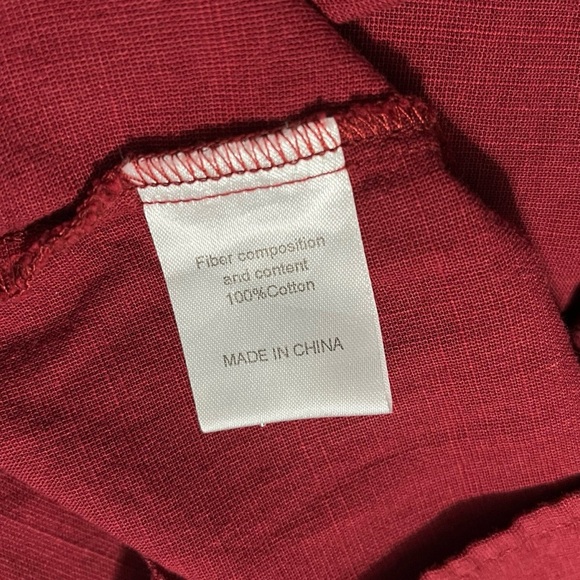 Fiber composition
and content
100%Cotton
MADE IN CHINA